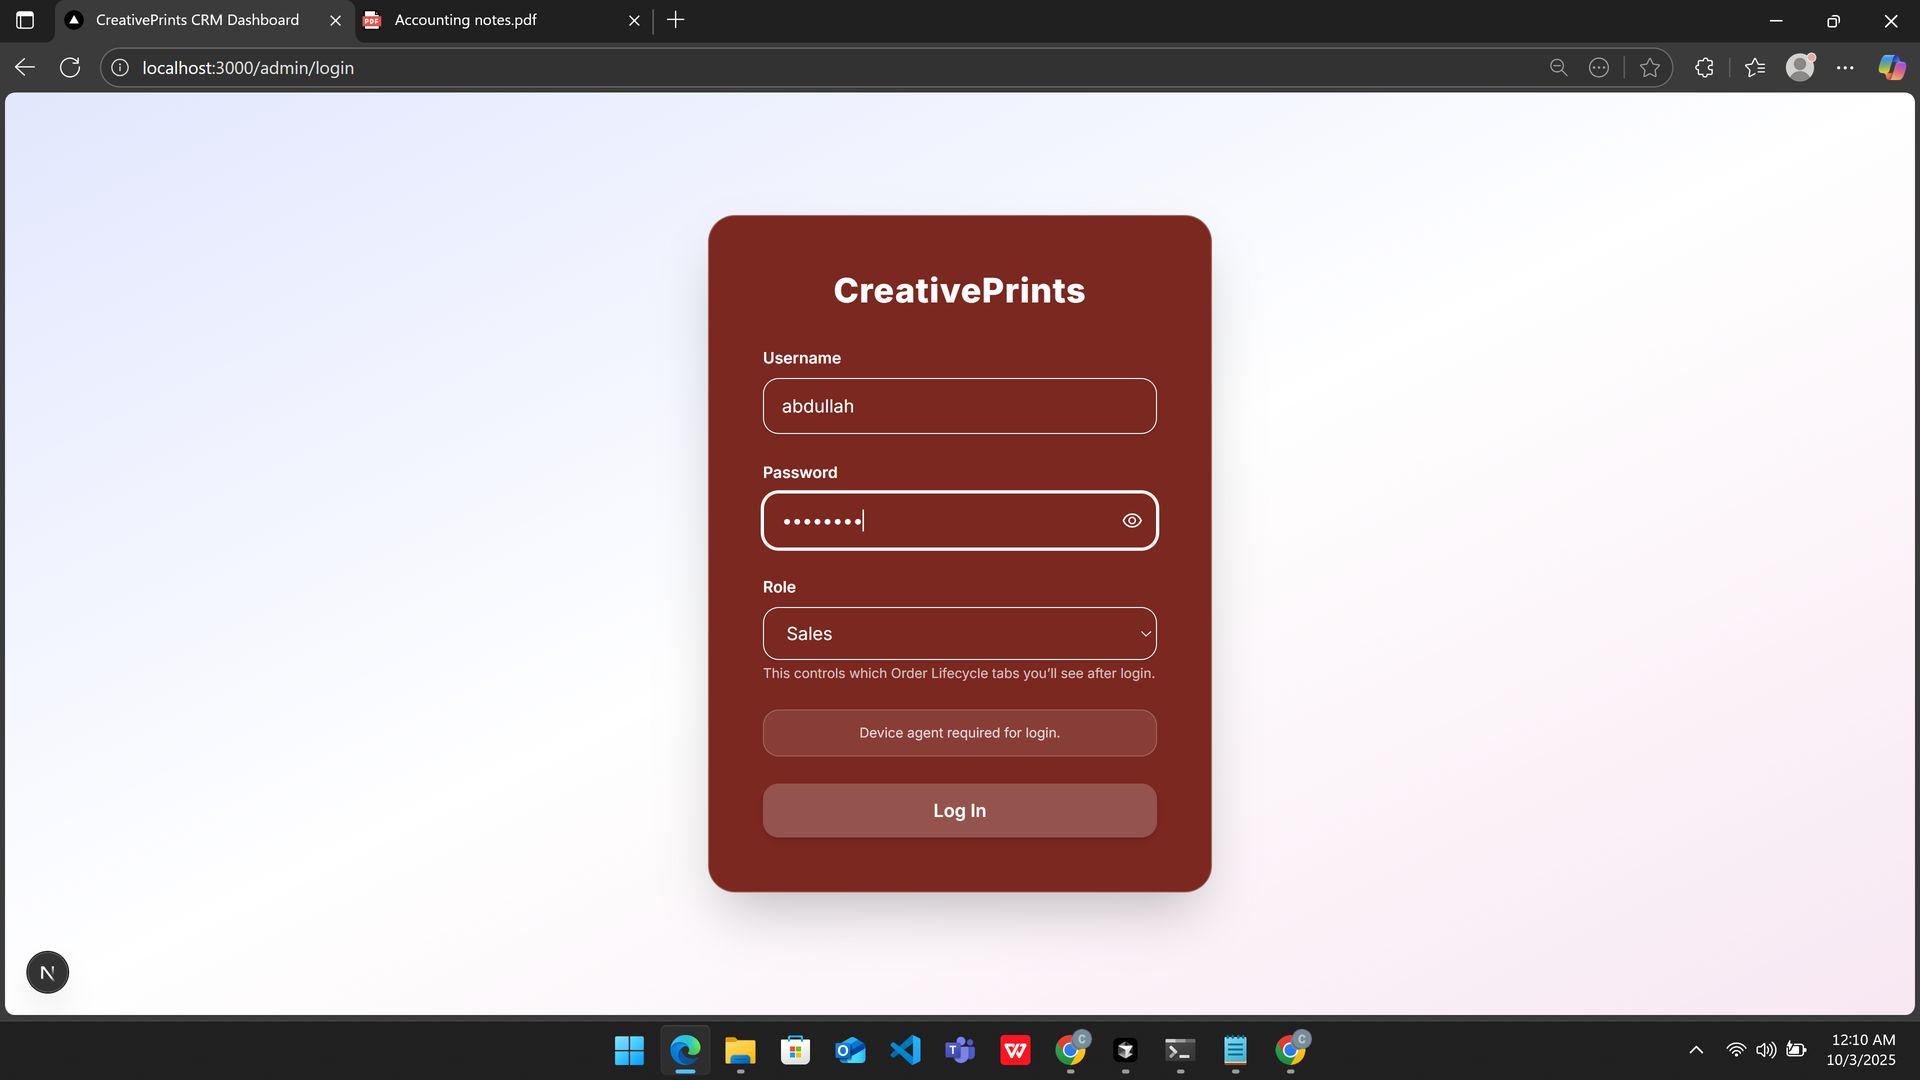 CreativePrints CRM Dashboard
Accounting notes.pdf
localhost:3000/admin/login
CreativePrints
Username
abdullah
Password
••••••••
Role
Sales
This controls which Order Lifecycle tabs you’ll see after login.
Device agent required for login.
Log In
N
12:10 AM
10/3/2025